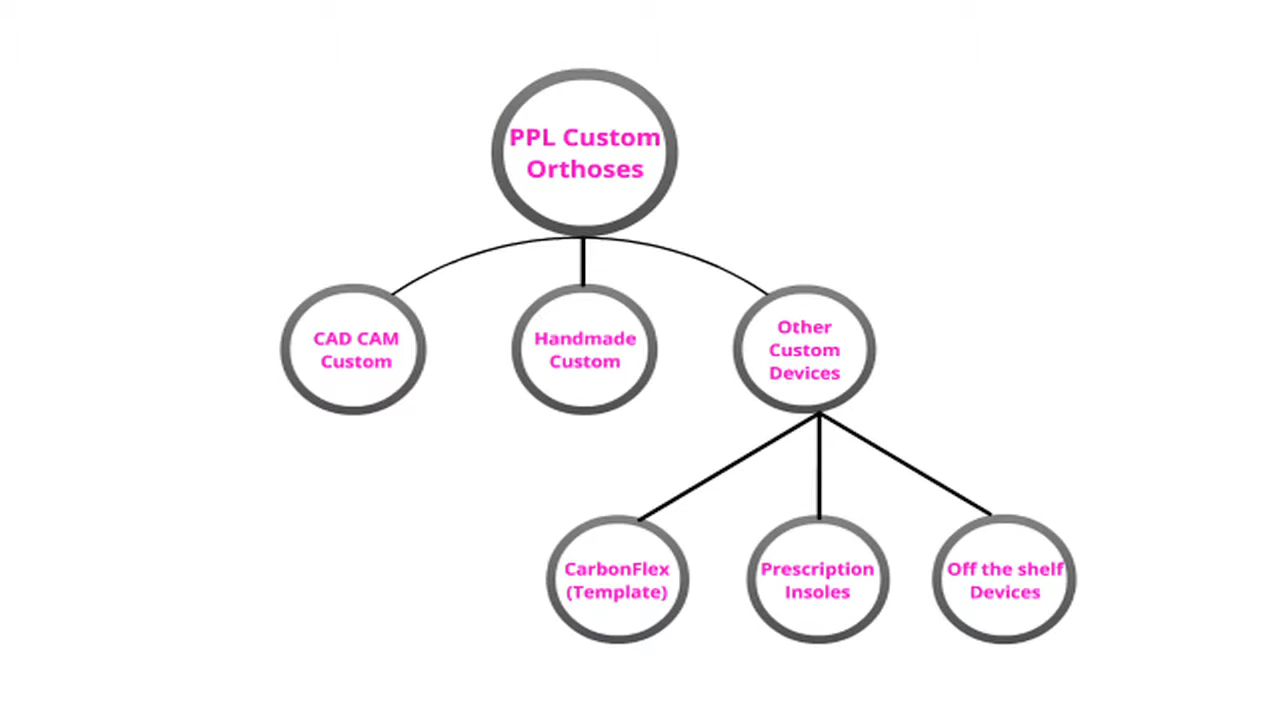 PPL Custom
Orthoses
CAD CAM
Custom
Handmade
Custom
Other
Custom
Devices
CarbonFlex
(Template)
Prescription
Insoles
Off the shelf
Devices